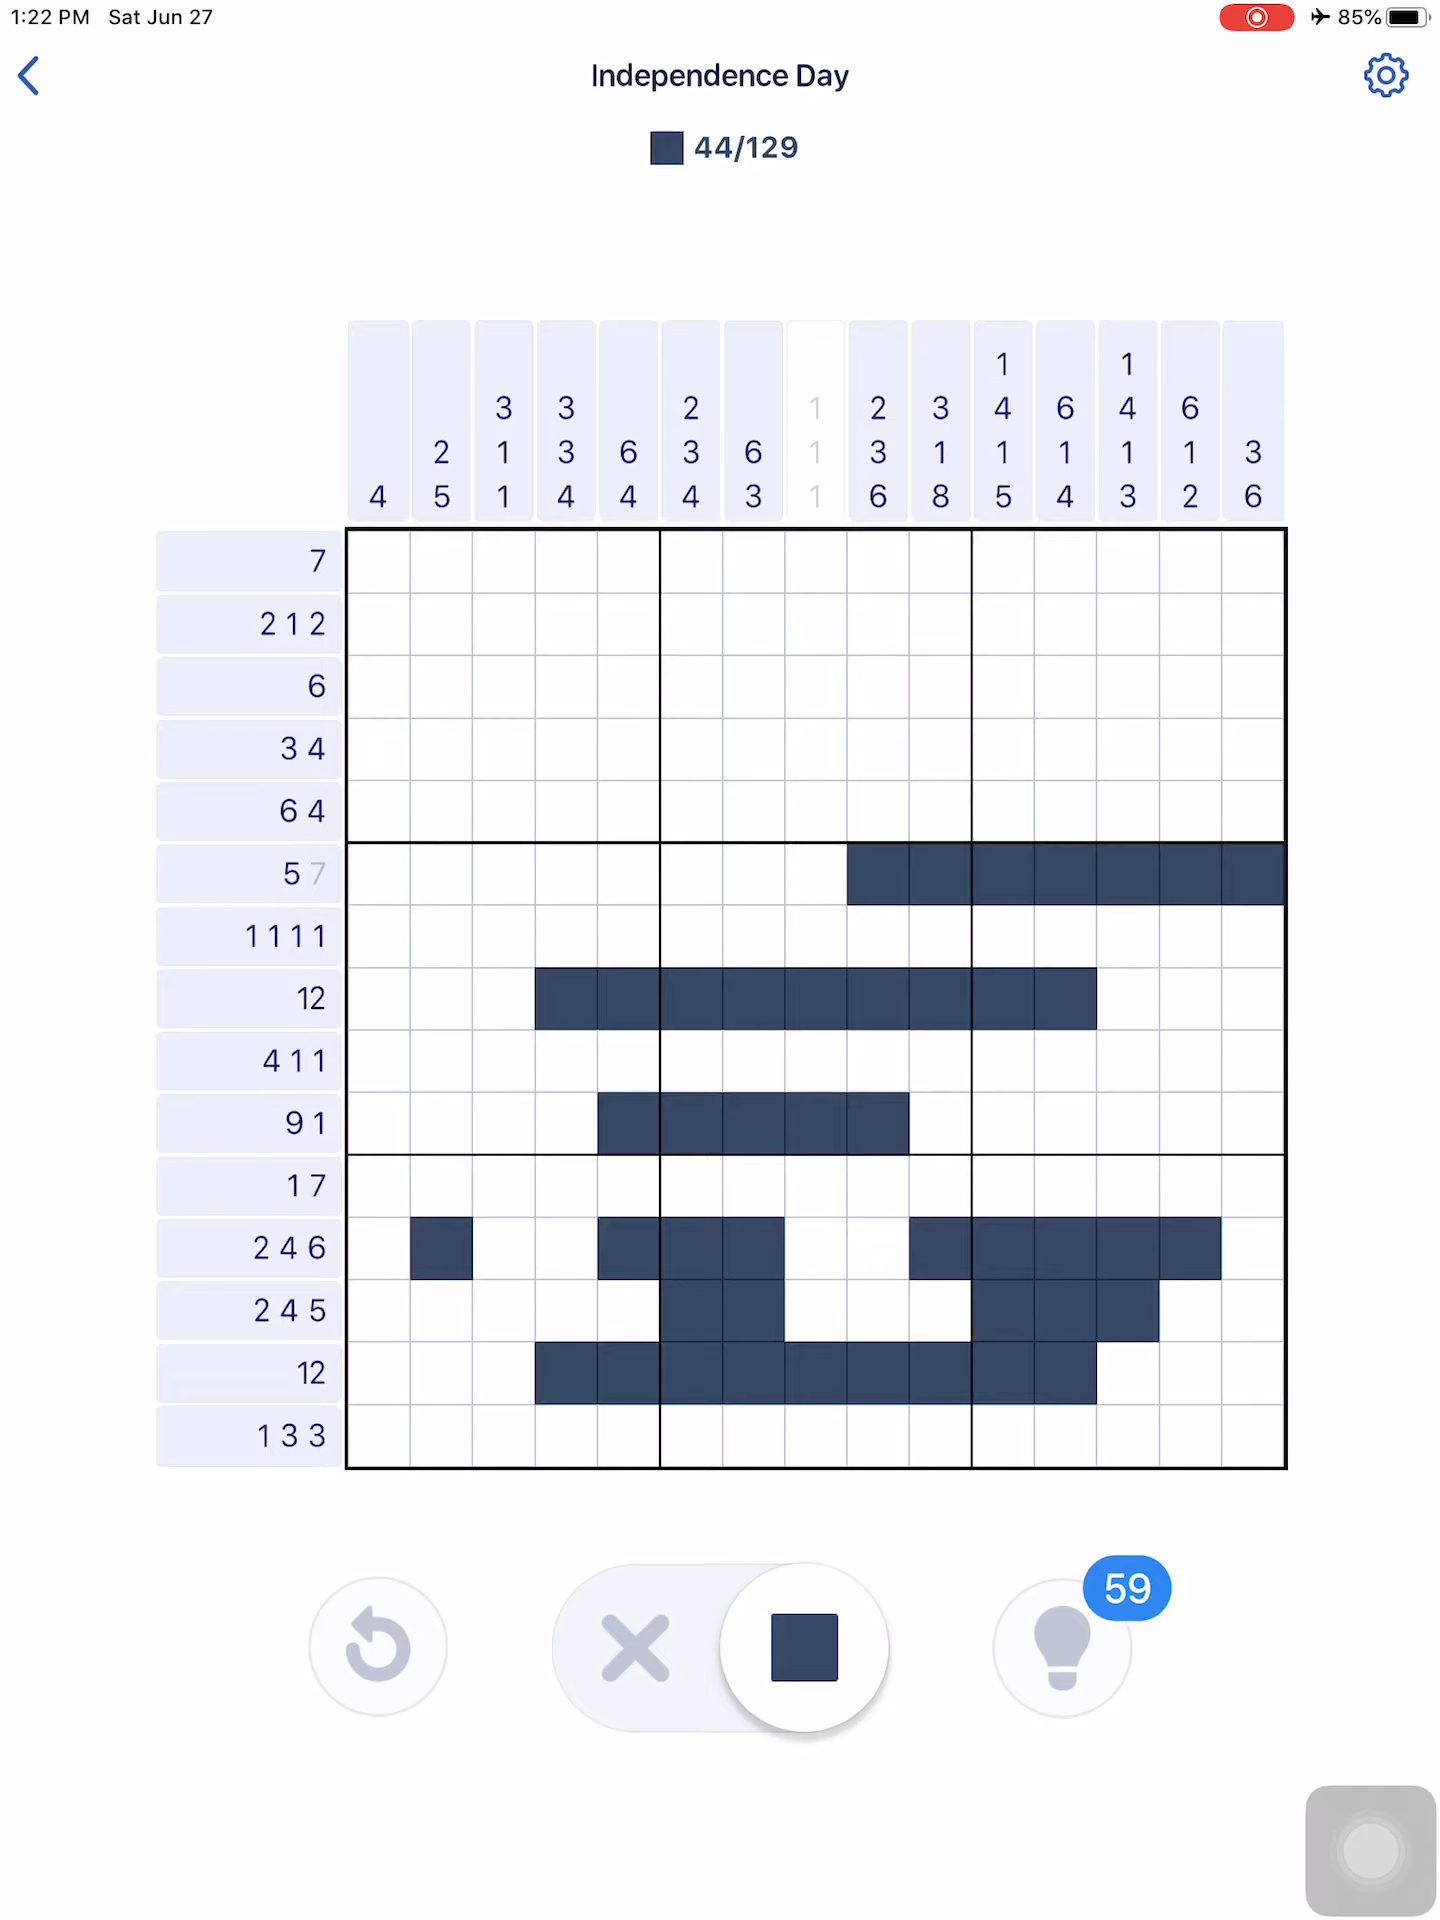 1:22 PM Sat Jun 27 85%
Independence Day
44/129
1 1
3 3 2 1 2 3 4 6 4 6
2 1 3 6 3 6 1 3 1 1 1 1 1 3
4 5 1 4 4 4 3 1 6 8 5 4 3 2 6
7
2 1 2
6
3 4
6 4
5 7
1 1 1 1
12
4 1 1
9 1
1 7
2 4 6
2 4 5
12
1 3 3
59